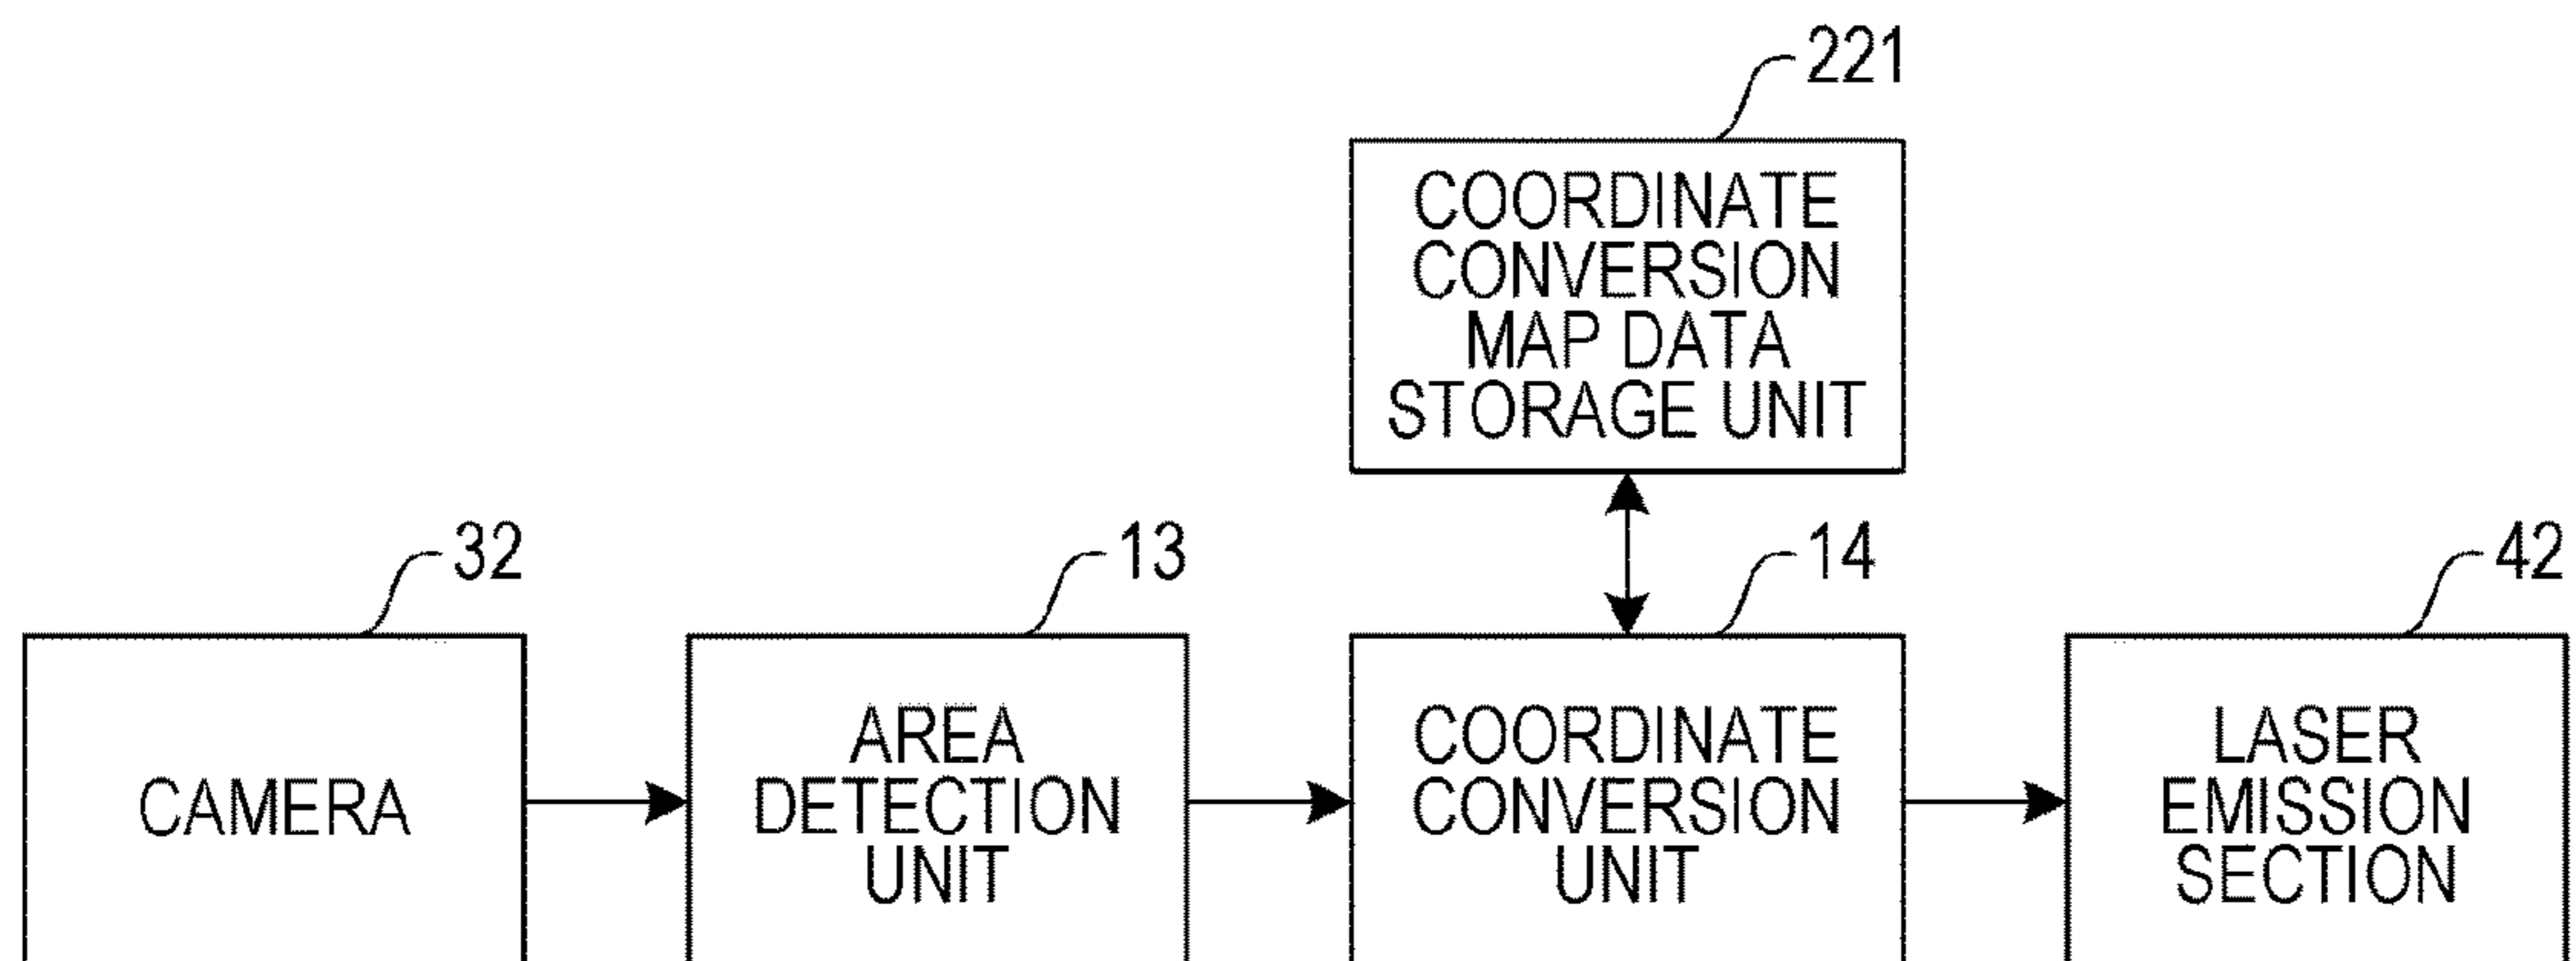 221
COORDINATE
CONVERSION
MAP DATA
STORAGE UNIT
32
13
14
42
CAMERA
AREA
DETECTION
UNIT
COORDINATE
CONVERSION
UNIT
LASER
EMISSION
SECTION